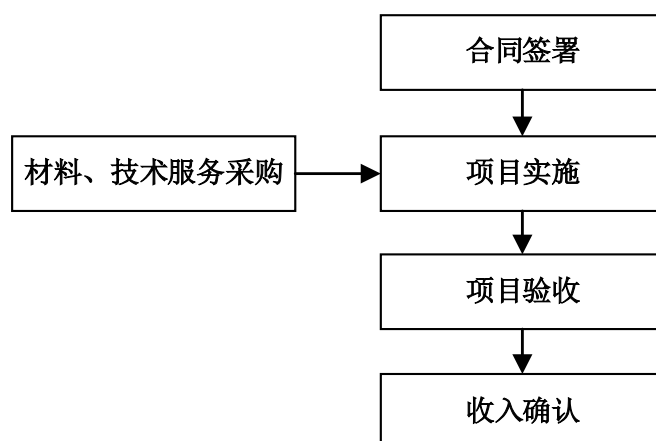 合同签署
材料、技术服务采购
项目实施
项目验收
收入确认